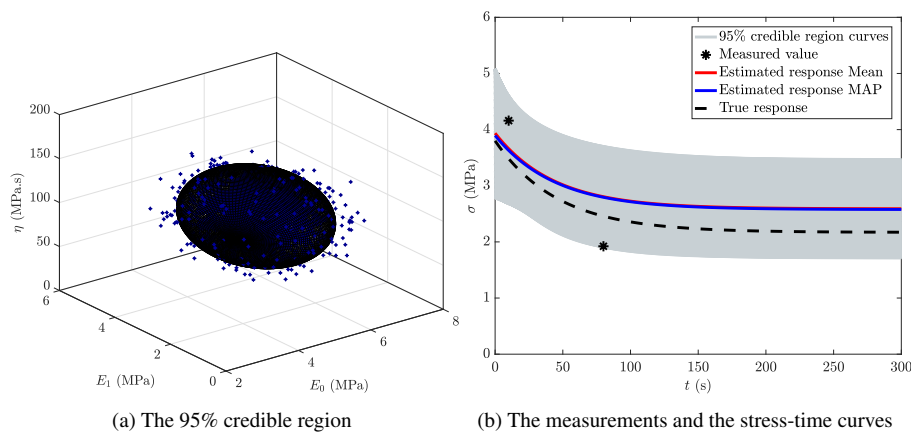 200
150
100
50
0
η (MPa.s)
6
4
2
0
E₁ (MPa)
2
4
6
8
E₀ (MPa)
(a) The 95% credible region
6
5
4
3
2
1
0
σ (MPa)
0
50
100
150
200
250
300
t (s)
95% credible region curves
Measured value
Estimated response Mean
Estimated response MAP
True response
(b) The measurements and the stress-time curves